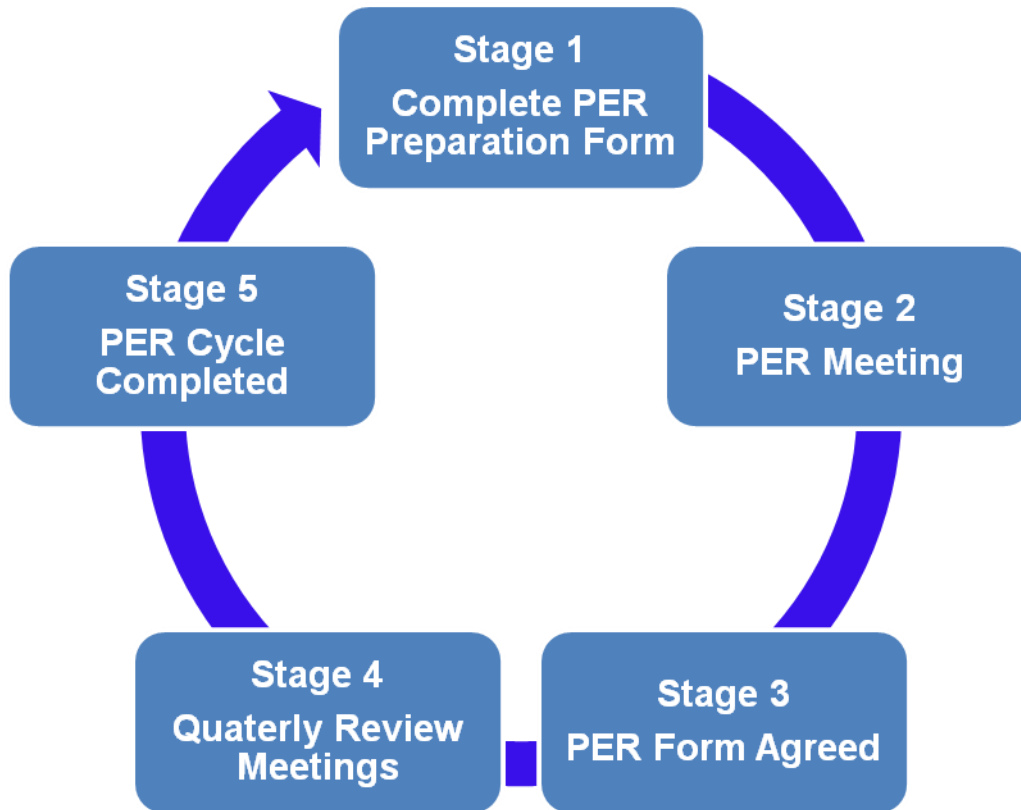 Stage 1
Complete PER
Preparation Form
Stage 2
PER Meeting
Stage 3
PER Form Agreed
Stage 4
Quaterly Review
Meetings
Stage 5
PER Cycle
Completed